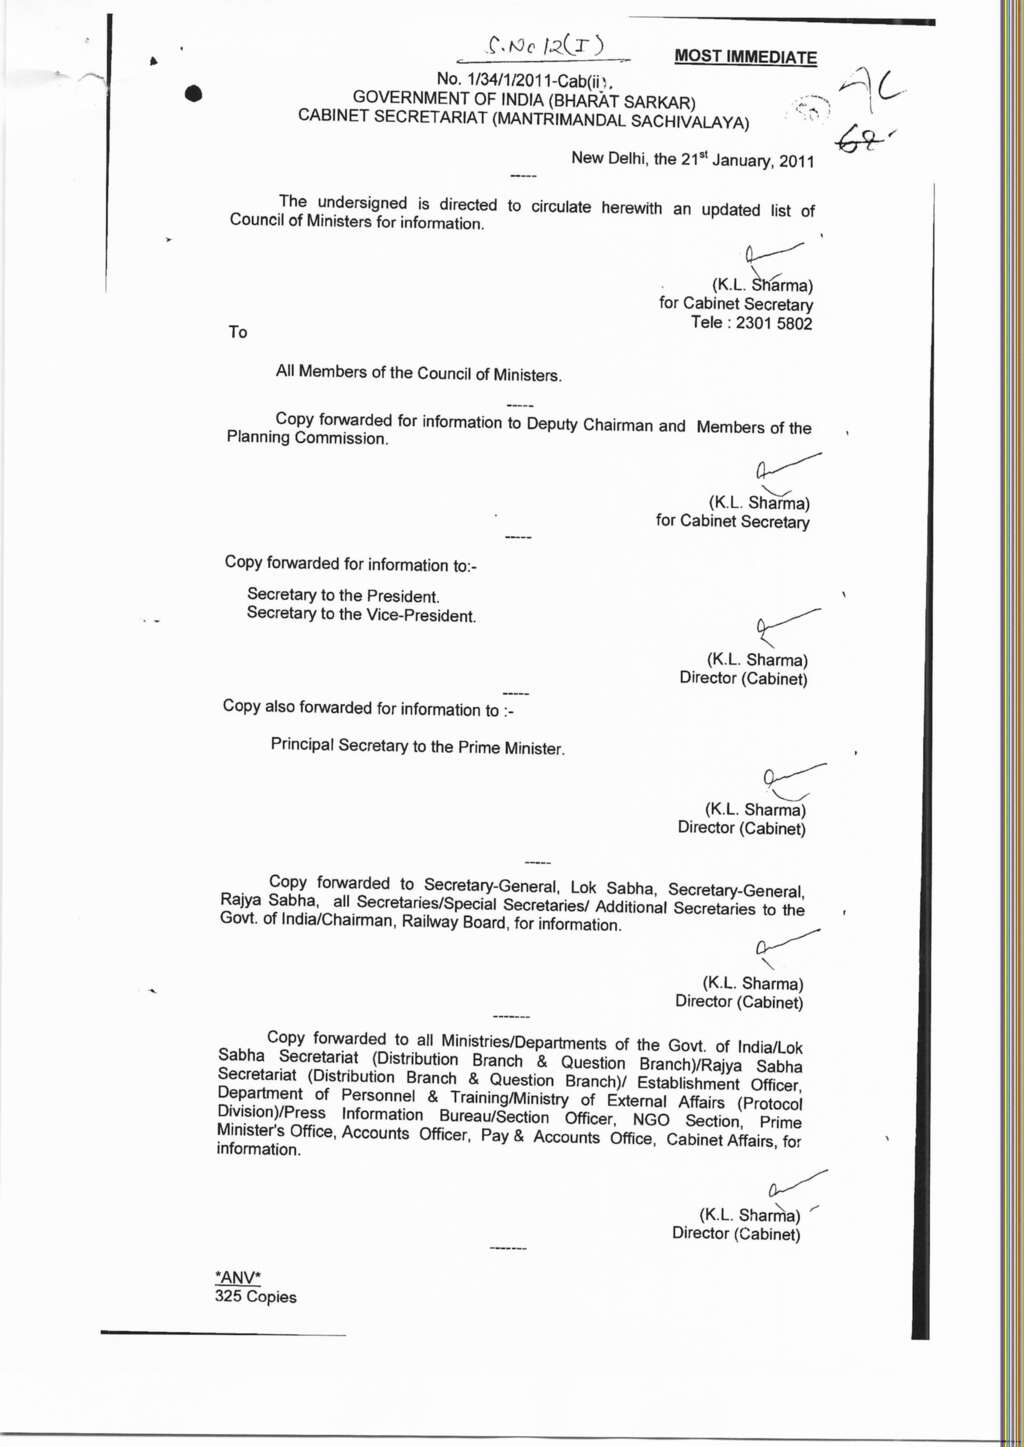 S.No 12(I)
MOST IMMEDIATE
No. 1/34/1/2011-Cab(ii).
GOVERNMENT OF INDIA (BHARAT SARKAR)
CABINET SECRETARIAT (MANTRIMANDAL SACHIVALAYA)
New Delhi, the 21st January, 2011
-----
The undersigned is directed to circulate herewith an updated list of
Council of Ministers for information.
(K.L. Sharma)
for Cabinet Secretary
Tele : 2301 5802
To
All Members of the Council of Ministers.
-----
Copy forwarded for information to Deputy Chairman and Members of the
Planning Commission.
(K.L. Sharma)
for Cabinet Secretary
-----
Copy forwarded for information to:-
Secretary to the President.
Secretary to the Vice-President.
(K.L. Sharma)
Director (Cabinet)
-----
Copy also forwarded for information to :-
Principal Secretary to the Prime Minister.
(K.L. Sharma)
Director (Cabinet)
-----
Copy forwarded to Secretary-General, Lok Sabha, Secretary-General,
Rajya Sabha, all Secretaries/Special Secretaries/ Additional Secretaries to the
Govt. of India/Chairman, Railway Board, for information.
(K.L. Sharma)
Director (Cabinet)
-------
Copy forwarded to all Ministries/Departments of the Govt. of India/Lok
Sabha Secretariat (Distribution Branch & Question Branch)/Rajya Sabha
Secretariat (Distribution Branch & Question Branch)/ Establishment Officer,
Department of Personnel & Training/Ministry of External Affairs (Protocol
Division)/Press Information Bureau/Section Officer, NGO Section, Prime
Minister's Office, Accounts Officer, Pay & Accounts Office, Cabinet Affairs, for
information.
(K.L. Sharma)
Director (Cabinet)
-------
*ANV*
325 Copies